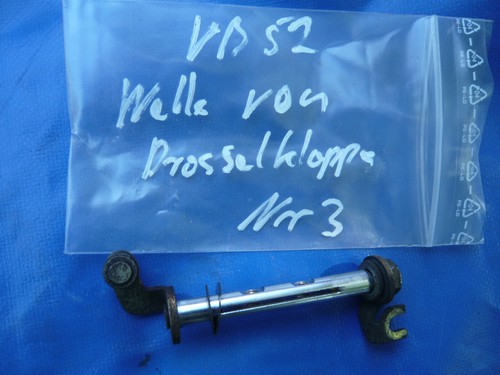 VB 52
Welle von
Drosselklappe
Nr 3